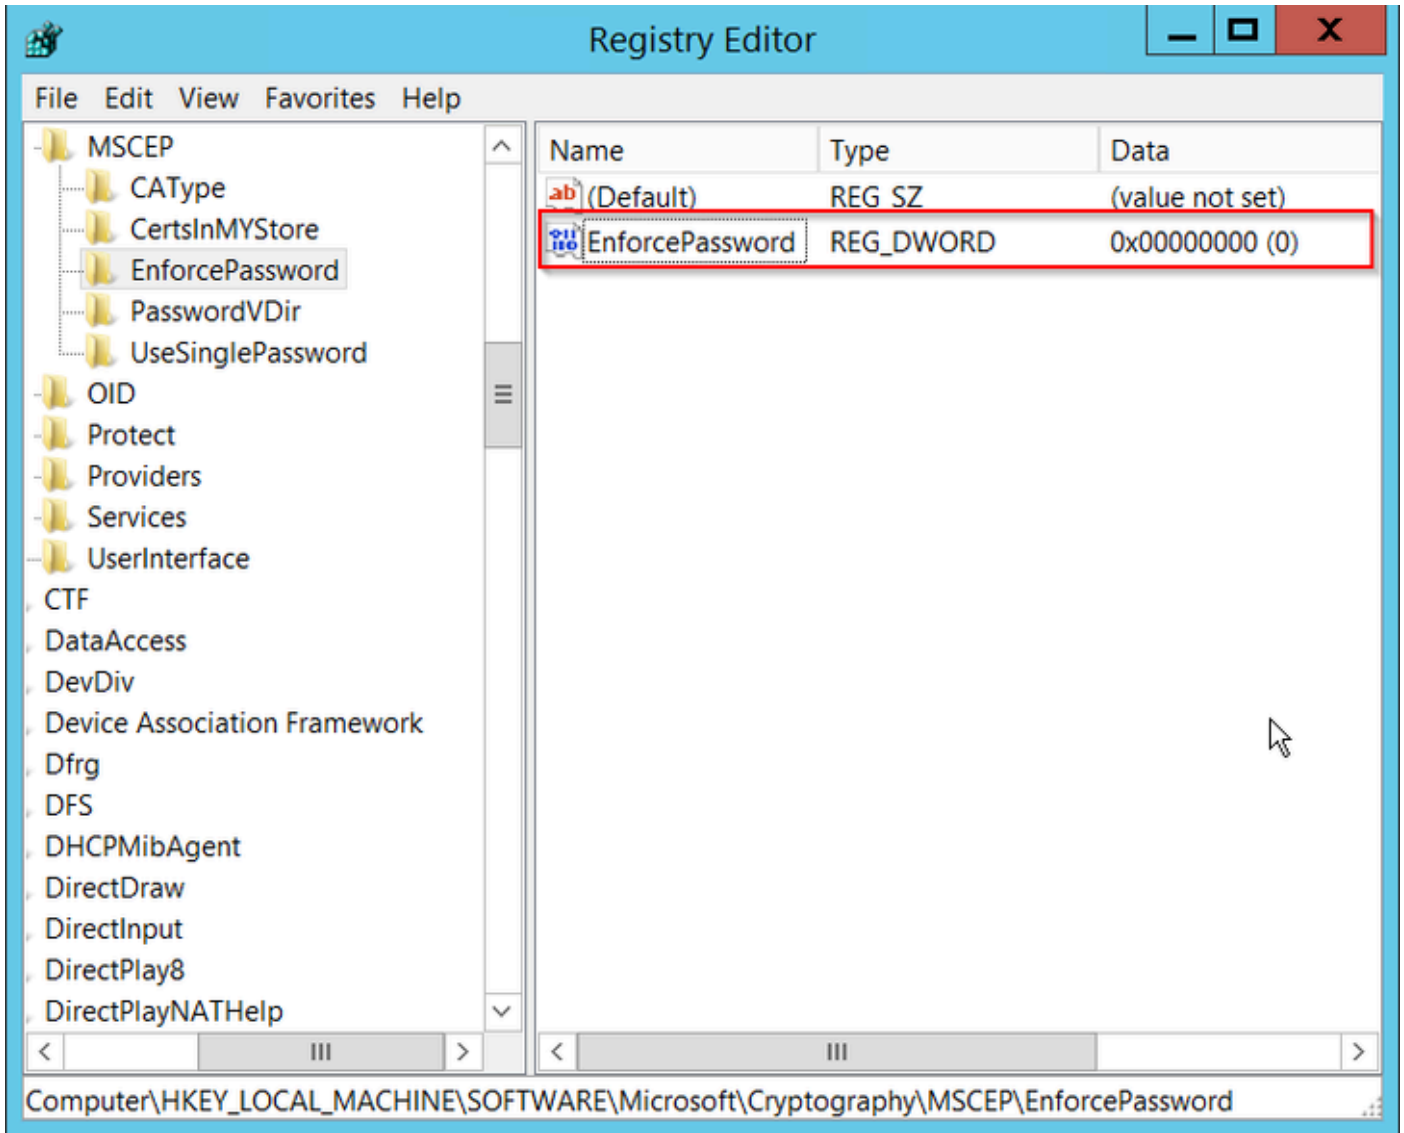 Registry Editor
File Edit View Favorites Help
MSCEP
CAType
CertsInMYStore
EnforcePassword
PasswordVDir
UseSinglePassword
OID
Protect
Providers
Services
UserInterface
CTF
DataAccess
DevDiv
Device Association Framework
Dfrg
DFS
DHCPMibAgent
DirectDraw
DirectInput
DirectPlay8
DirectPlayNATHelp
Name Type Data
(Default) REG_SZ (value not set)
EnforcePassword REG_DWORD 0x00000000 (0)
Computer\HKEY_LOCAL_MACHINE\SOFTWARE\Microsoft\Cryptography\MSCEP\EnforcePassword